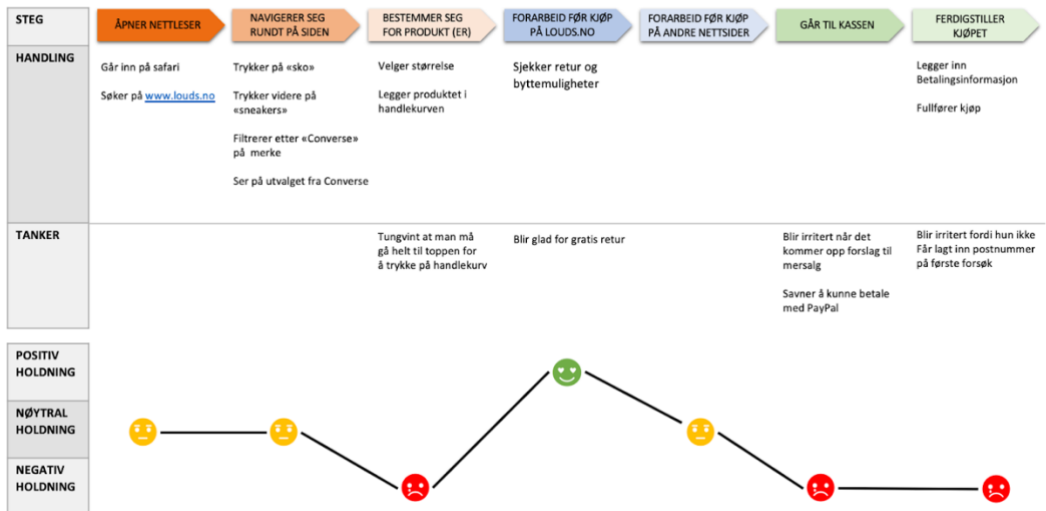 STEG
ÅPNER NETTLESER
NAVIGERER SEG
RUNDT PÅ SIDEN
BESTEMMER SEG
FOR PRODUKT (ER)
FORARBEID FØR KJØP
PÅ LOUDS.NO
FORARBEID FØR KJØP
PÅ ANDRE NETTSIDER
GÅR TIL KASSEN
FERDIGSTILLER
KJØPET
HANDLING
Går inn på safari
Søker på www.louds.no
Trykker på «sko»
Trykker videre på
«sneakers»
Filtrerer etter «Converse»
på merke
Ser på utvalget fra Converse
Velger størrelse
Legger produktet i
handlekurven
Sjekker retur og
byttemuligheter
Legger inn
Betalingsinformasjon
Fullfører kjøp
TANKER
Tungvint at man må
gå helt til toppen for
å trykke på handlekurv
Blir glad for gratis retur
Blir irritert når det
kommer opp forslag til
mersalg
Savner å kunne betale
med PayPal
Blir irritert fordi hun ikke
Får lagt inn postnummer
på første forsøk
POSITIV
HOLDNING
NØYTRAL
HOLDNING
NEGATIV
HOLDNING